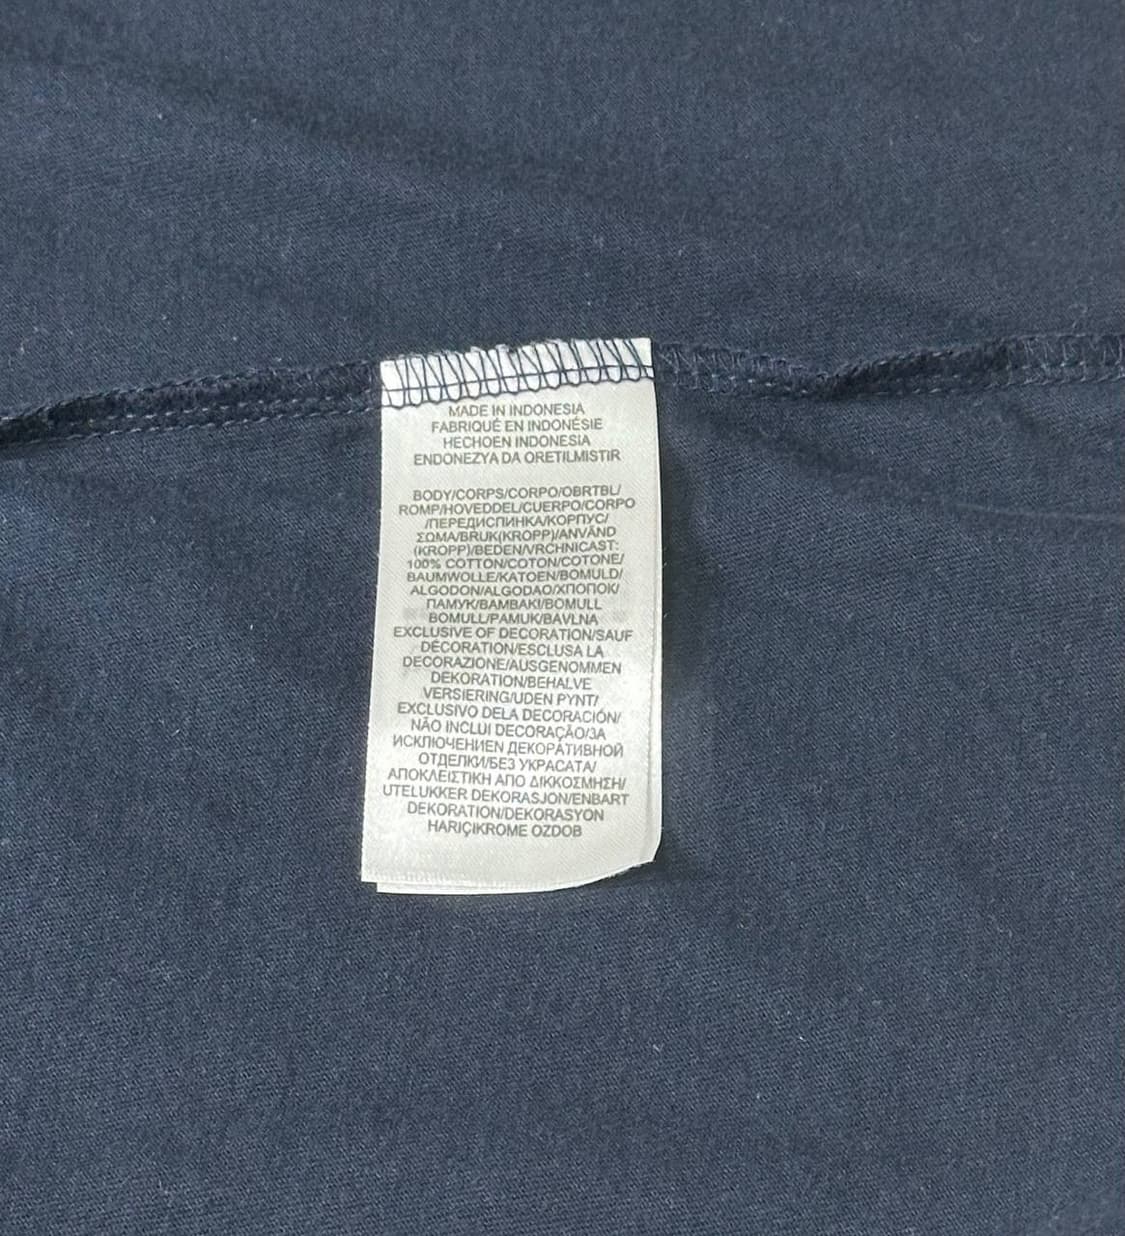 MADE IN INDONESIA
FABRIQUÉ EN INDONÉSIE
HECHOEN INDONESIA
ENDONEZYA DA ORETILMISTIR
BODY/CORPS/CORPO/OBRTBL/
ROMP/HOVEDDEL/CUERPO/CORPO
/ПЕРЕДИСПИНКА/КОРПУС/
ΣΩΜΑ/BRUK(KROPP)/ANVÄND
(KROPP)/BEDEN/VRCHNICAST:
100% COTTON/COTON/COTONE/
BAUMWOLLE/KATOEN/BOMULD/
ALGODON/ALGODAO/ХПОПОК/
ПАМУК/BAMBAKI/BOMULL
BOMULL/PAMUK/BAVLNA
EXCLUSIVE OF DECORATION/SAUF
DÉCORATION/ESCLUSA LA
DECORAZIONE/AUSGENOMMEN
DEKORATION/BEHALVE
VERSIERING/UDEN PYNT/
EXCLUSIVO DELA DECORACIÓN/
NÃO INCLUI DECORAÇÃO/ЗА
ИСКПЮЧЕНИЕН ДЕКОРАТИВНОЙ
ОТДЕЛКИ/БЕЗ УКРАСАТА/
ΑΠΟΚΛΕΙΣΤΙΚΗ ΑΠΟ ΔΙΚΚΟΣΜΗΣΗ/
UTELUKKER DEKORASJON/ENBART
DEKORATION/DEKORASYON
HARIÇIKROME OZDOB